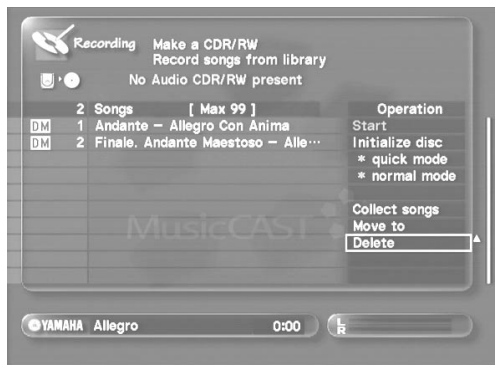 Recording
Make a CDR/RW
Record songs from library
No Audio CDR/RW present
2 Songs [ Max 99 ]
DM 1 Andante – Allegro Con Anima
DM 2 Finale. Andante Maestoso – Alle…
Operation
Start
Initialize disc
* quick mode
* normal mode
Collect songs
Move to
Delete
MusicCAST
YAMAHA Allegro 0:00
L
R